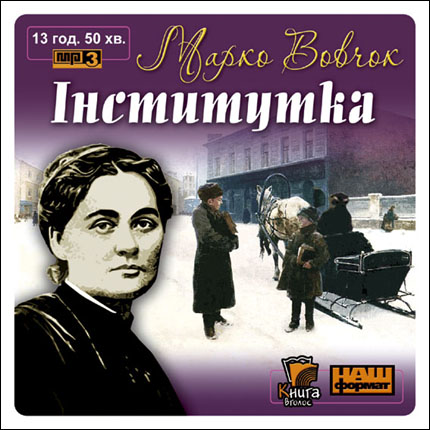 13 год. 50 хв.
mp3
Марко Вовчок
Інститутка
Книга
Вголос
НАШ
формат